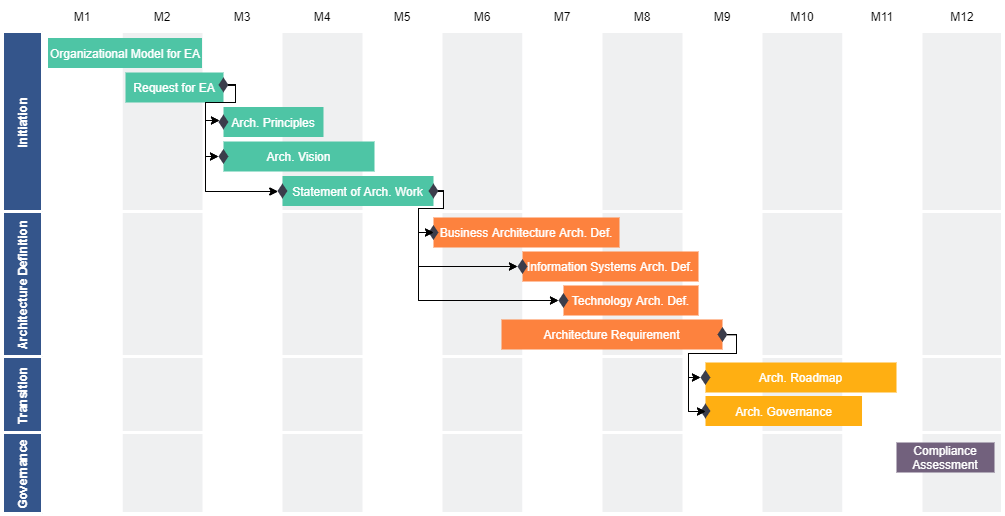 M1 M2 M3 M4 M5 M6 M7 M8 M9 M10 M11 M12
Initiation
Organizational Model for EA
Request for EA
Arch. Principles
Arch. Vision
Statement of Arch. Work
Architecture Definition
Business Architecture Arch. Def.
Information Systems Arch. Def.
Technology Arch. Def.
Architecture Requirement
Transition
Arch. Roadmap
Arch. Governance
Governance
Compliance
Assessment